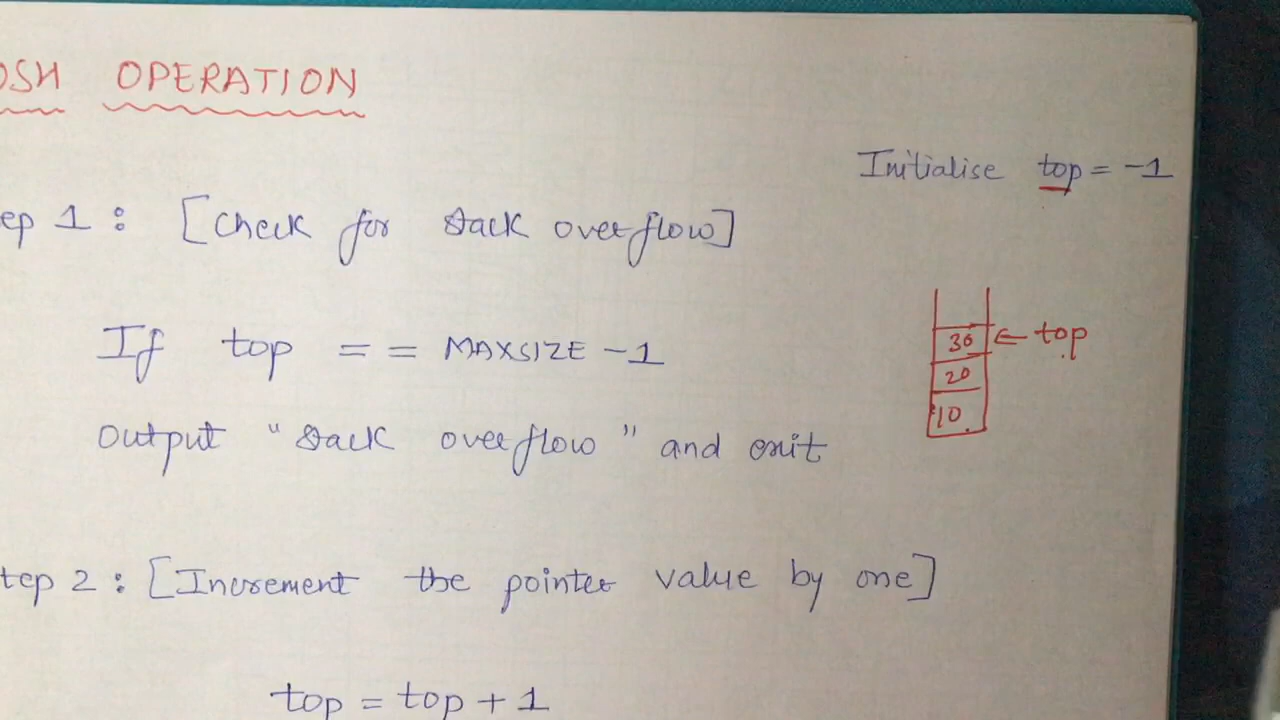 OSH OPERATION
Initialise top = -1
ep 1 : [Check for stack overflow]
If top == MAXSIZE -1
30 ← top
20
10
Output "stack overflow" and exit
tep 2 : [Increment the pointer value by one]
top = top + 1